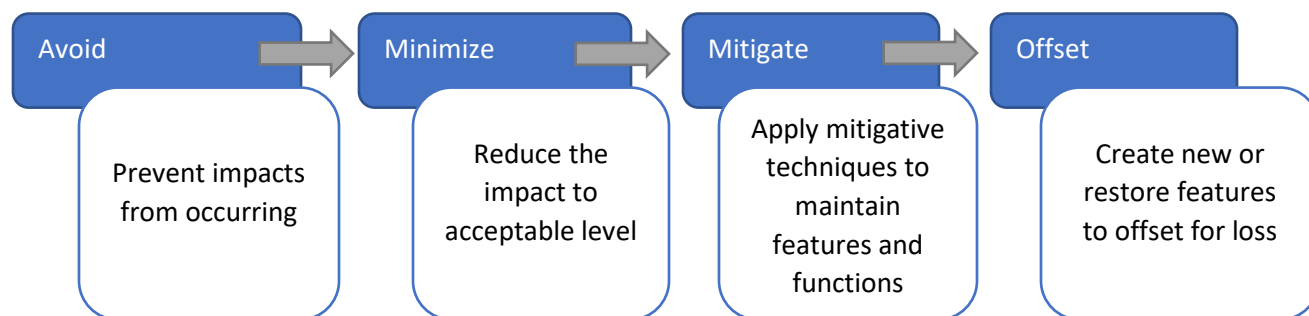 Avoid
Prevent impacts
from occurring
Minimize
Reduce the
impact to
acceptable level
Mitigate
Apply mitigative
techniques to
maintain
features and
functions
Offset
Create new or
restore features
to offset for loss